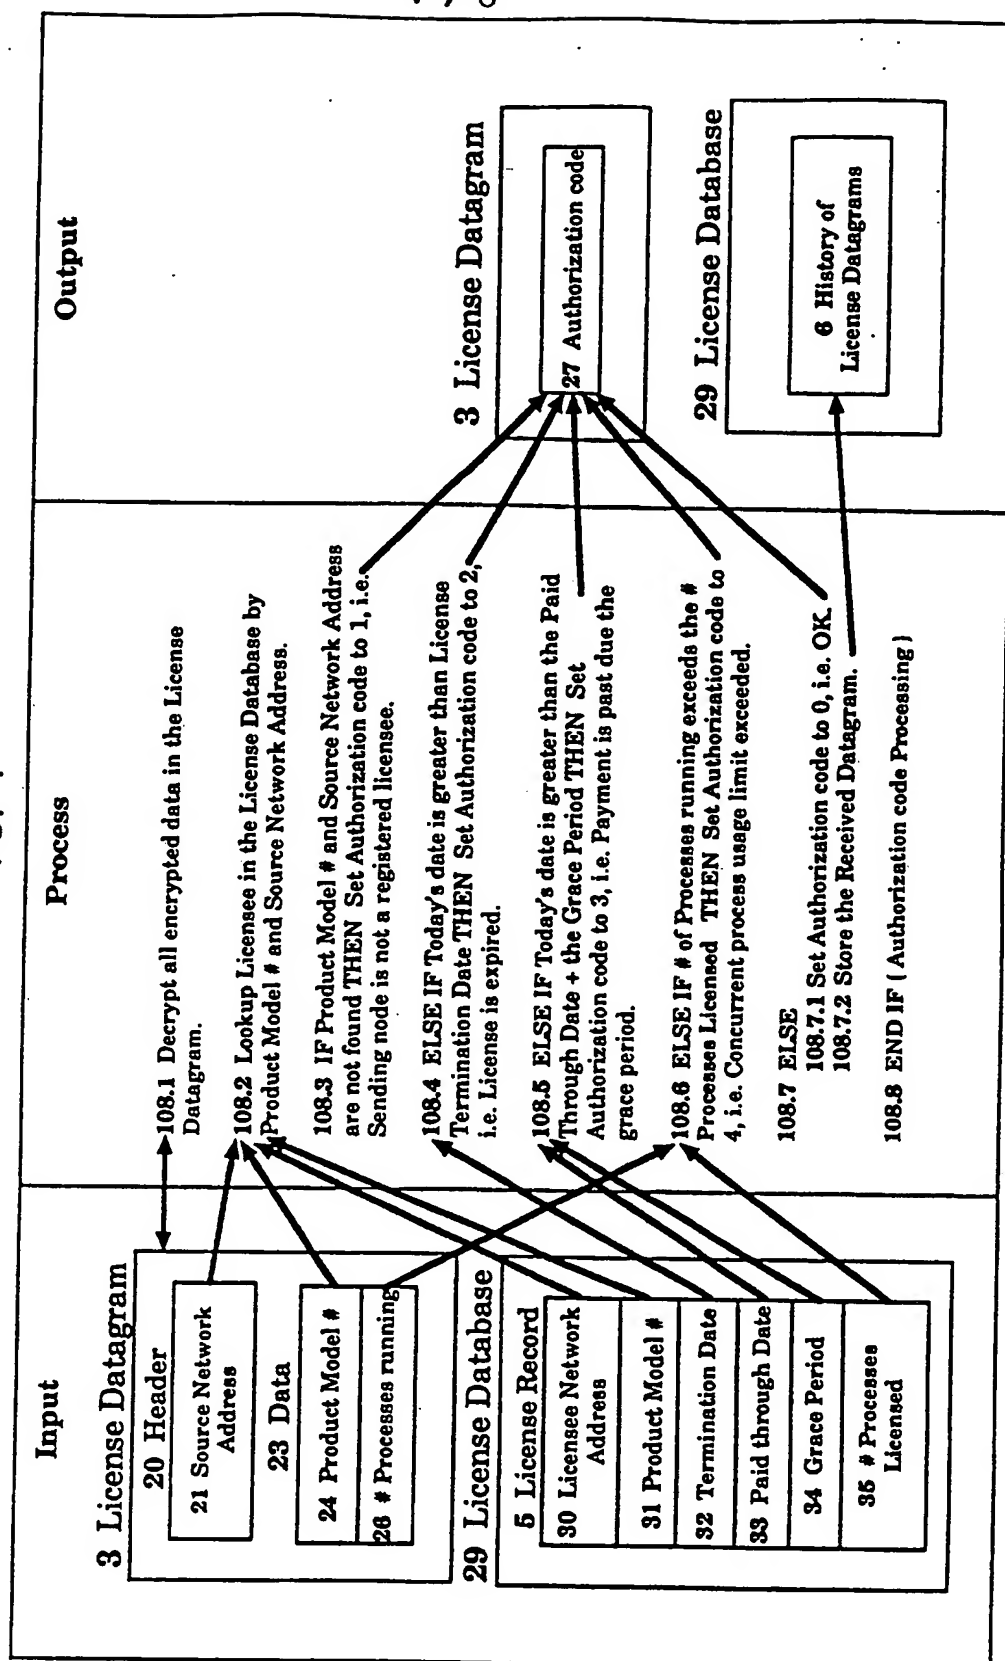 Input
3 License Datagram
20 Header
21 Source Network
Address
23 Data
24 Product Model #
26 # Processes running
29 License Database
5 License Record
30 Licensee Network
Address
31 Product Model #
32 Termination Date
33 Paid through Date
34 Grace Period
35 # Processes
Licensed
Process
108.1 Decrypt all encrypted data in the License
Datagram.
108.2 Lookup Licensee in the License Database by
Product Model # and Source Network Address.
108.3 IF Product Model # and Source Network Address
are not found THEN Set Authorization code to 1, i.e.
Sending node is not a registered licensee.
108.4 ELSE IF Today's date is greater than License
Termination Date THEN Set Authorization code to 2,
i.e. License is expired.
108.5 ELSE IF Today's date is greater than the Paid
Through Date + the Grace Period THEN Set
Authorization code to 3, i.e. Payment is past due the
grace period.
108.6 ELSE IF # of Processes running exceeds the #
Processes Licensed THEN Set Authorization code to
4, i.e. Concurrent process usage limit exceeded.
108.7 ELSE
108.7.1 Set Authorization code to 0, i.e. OK.
108.7.2 Store the Received Datagram.
108.8 END IF { Authorization code Processing }
Output
3 License Datagram
27 Authorization code
29 License Database
6 History of
License Datagrams